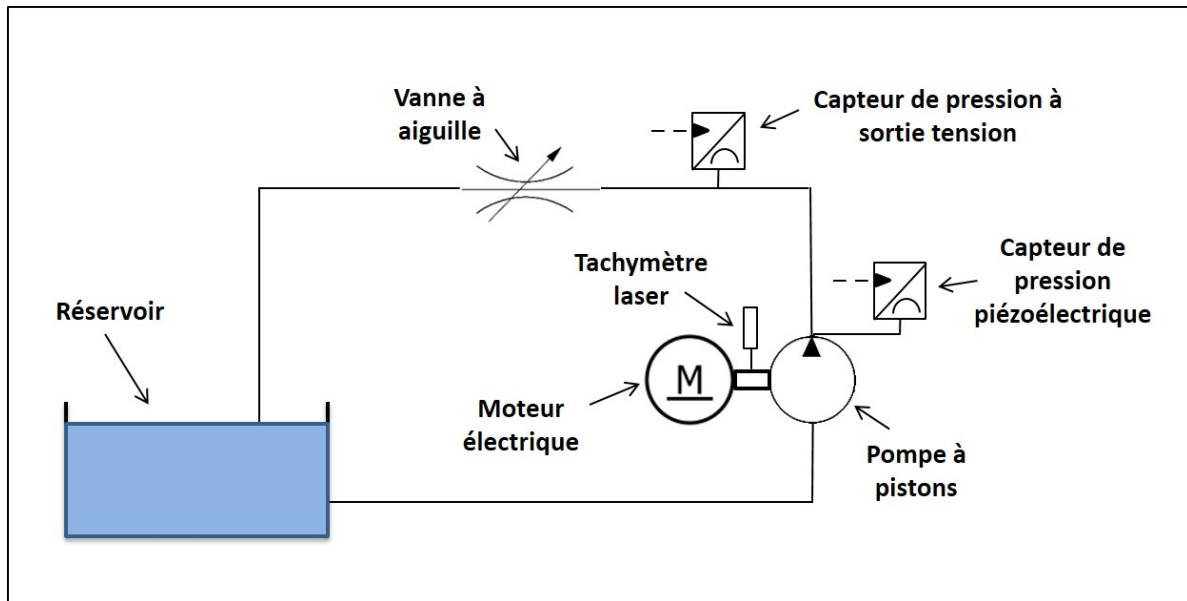 Vanne à
aiguille
Capteur de pression à
sortie tension
Tachymètre
laser
Capteur de
pression
piézoélectrique
Réservoir
M
Moteur
électrique
Pompe à
pistons